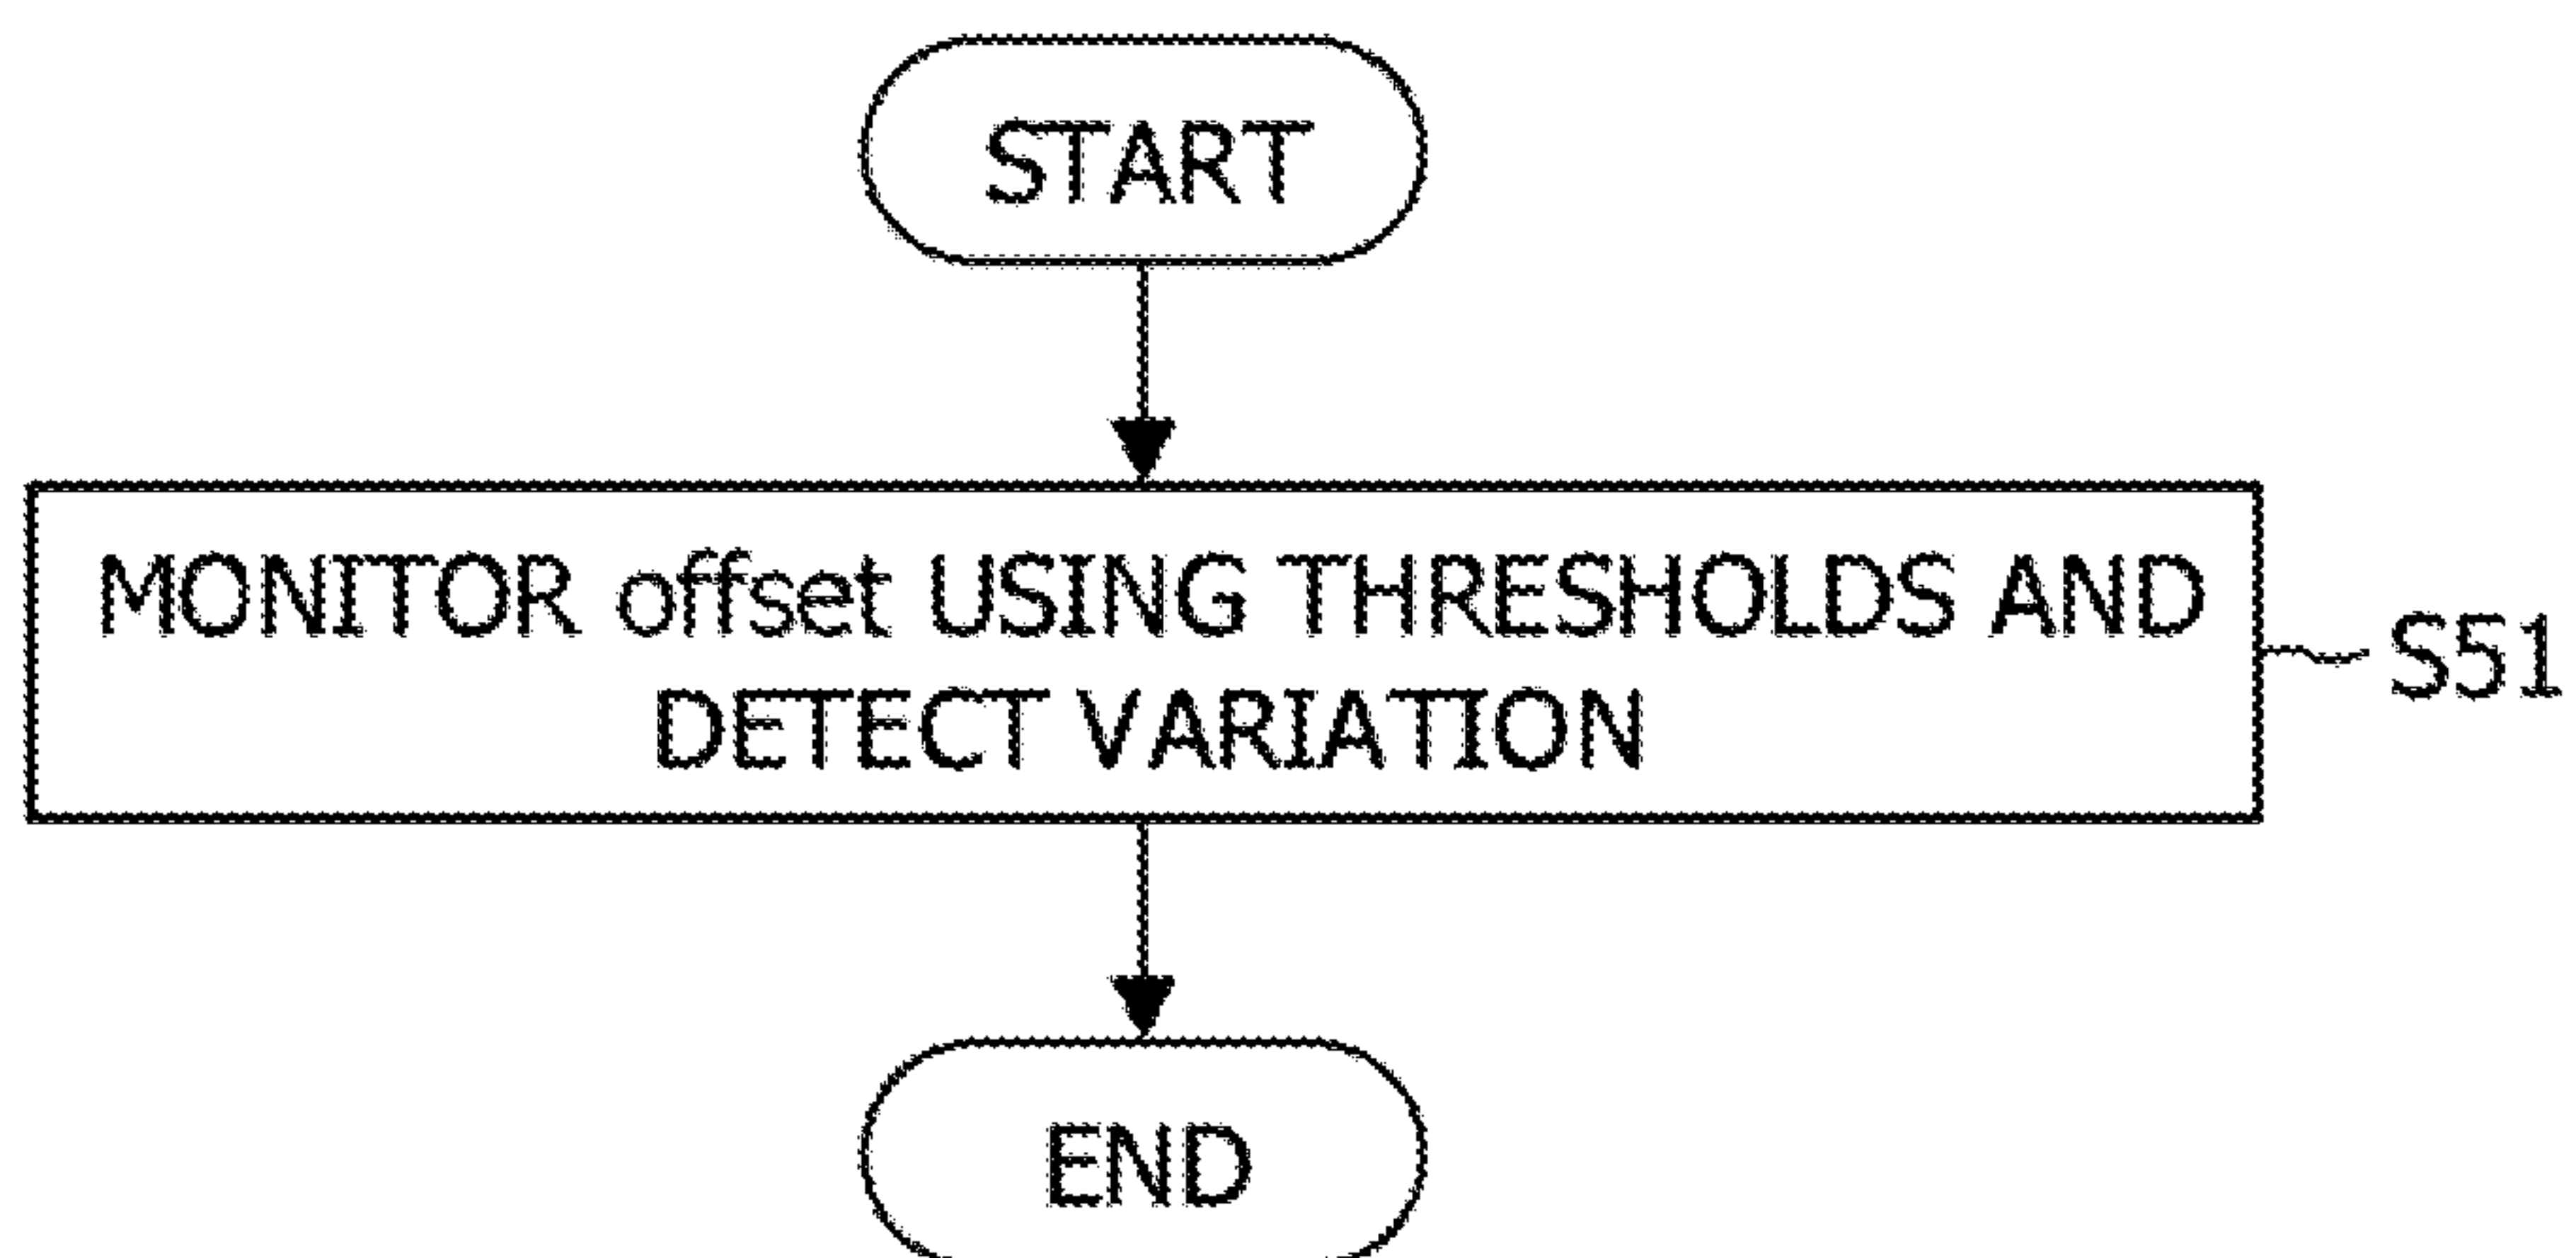 START
MONITOR offset USING THRESHOLDS AND
DETECT VARIATION
S51
END